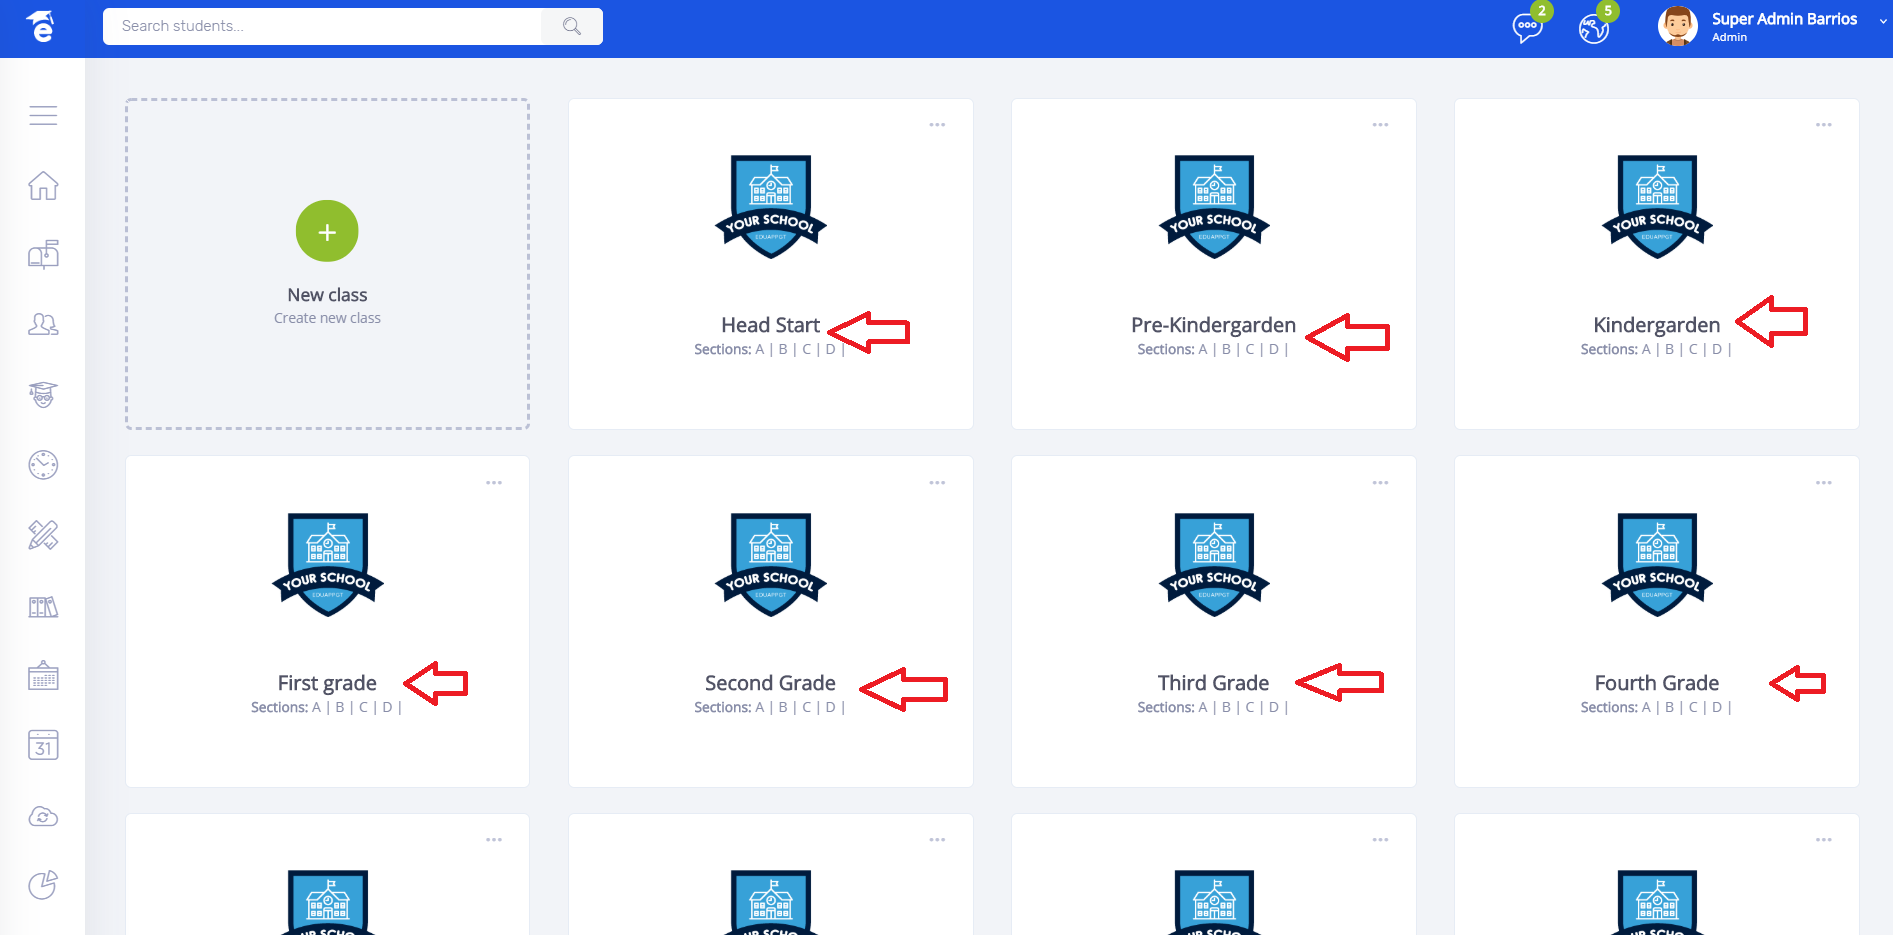 e
Search students...
2
5
Super Admin Barrios
Admin
New class
Create new class
YOUR SCHOOL
EDUAPPGT
Head Start
Sections: A | B | C | D |
YOUR SCHOOL
EDUAPPGT
Pre-Kindergarden
Sections: A | B | C | D |
YOUR SCHOOL
EDUAPPGT
Kindergarden
Sections: A | B | C | D |
YOUR SCHOOL
EDUAPPGT
First grade
Sections: A | B | C | D |
YOUR SCHOOL
EDUAPPGT
Second Grade
Sections: A | B | C | D |
YOUR SCHOOL
EDUAPPGT
Third Grade
Sections: A | B | C | D |
YOUR SCHOOL
EDUAPPGT
Fourth Grade
Sections: A | B | C | D |
31